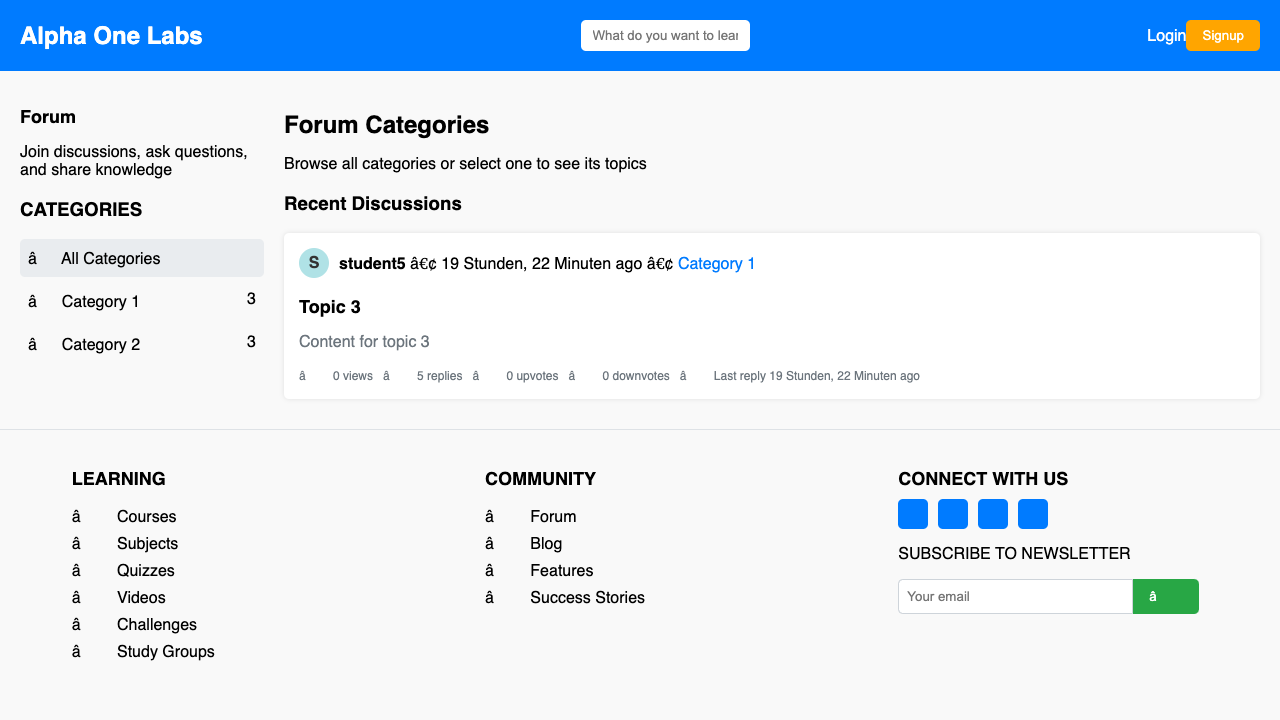 Alpha One Labs
What do you want to lear
Login
Signup
Forum
Join discussions, ask questions,
and share knowledge
CATEGORIES
â All Categories
â Category 1 3
â Category 2 3
Forum Categories
Browse all categories or select one to see its topics
Recent Discussions
S
student5 â€¢ 19 Stunden, 22 Minuten ago â€¢ Category 1
Topic 3
Content for topic 3
â 0 views â 5 replies â 0 upvotes â 0 downvotes â Last reply 19 Stunden, 22 Minuten ago
LEARNING
â Courses
â Subjects
â Quizzes
â Videos
â Challenges
â Study Groups
COMMUNITY
â Forum
â Blog
â Features
â Success Stories
CONNECT WITH US
SUBSCRIBE TO NEWSLETTER
Your email
â